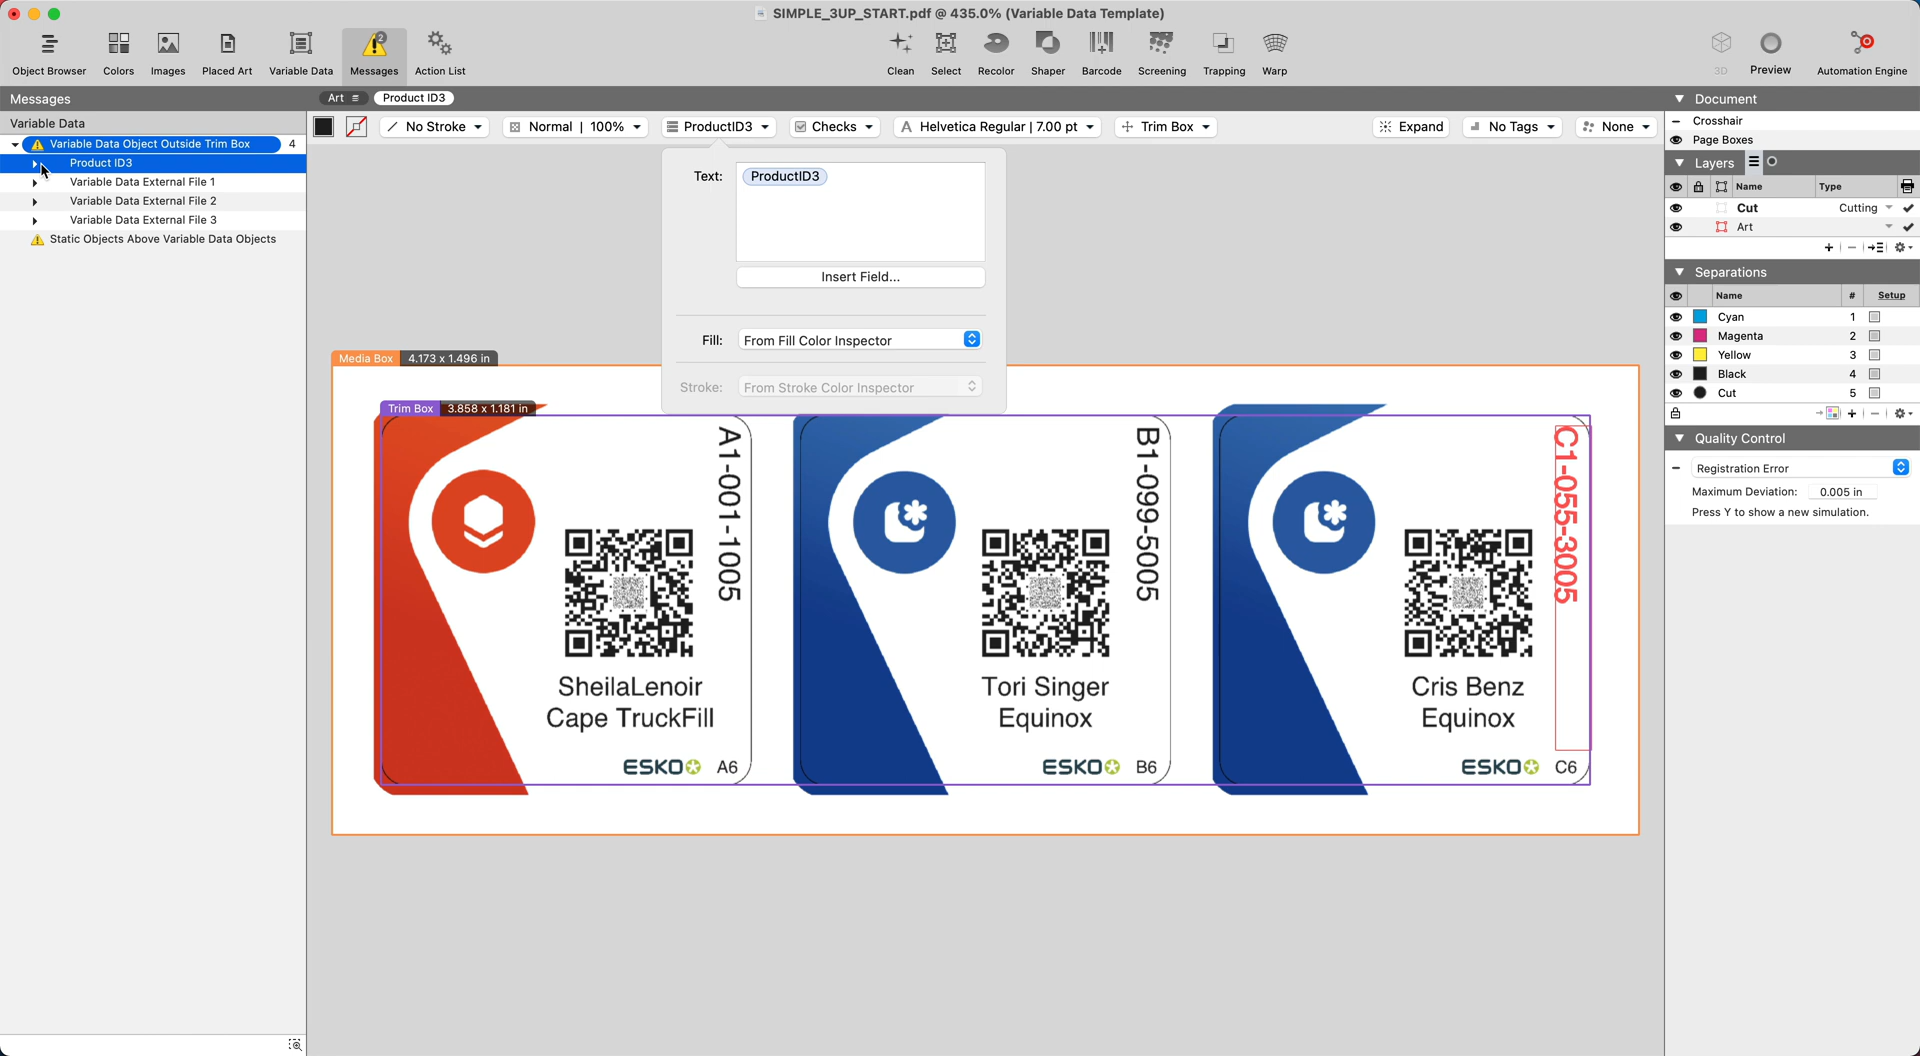 SIMPLE_3UP_START.pdf @ 435.0% (Variable Data Template)
Object Browser
Colors
Images
Placed Art
Variable Data
2
Messages
Action List
Clean
Select
Recolor
Shaper
Barcode
Screening
Trapping
Warp
3D
Preview
Automation Engine
Messages
Art
Product ID3
Document
Variable Data
No Stroke
Normal | 100%
ProductID3
Checks
A Helvetica Regular | 7.00 pt
Trim Box
Expand
No Tags
None
Crosshair
Page Boxes
Variable Data Object Outside Trim Box 4
Product ID3
Variable Data External File 1
Variable Data External File 2
Variable Data External File 3
Static Objects Above Variable Data Objects
Text: ProductID3
Insert Field...
Fill: From Fill Color Inspector
Stroke: From Stroke Color Inspector
Layers
Name Type
Cut Cutting
Art
Separations
Name # Setup
Cyan 1
Magenta 2
Yellow 3
Black 4
Cut 5
Quality Control
Registration Error
Maximum Deviation: 0.005 in
Press Y to show a new simulation.
Media Box 4.173 x 1.496 in
Trim Box 3.858 x 1.181 in
A1-001-1005
SheilaLenoir
Cape TruckFill
ESKO A6
B1-099-5005
Tori Singer
Equinox
ESKO B6
C1-055-3005
Cris Benz
Equinox
ESKO C6